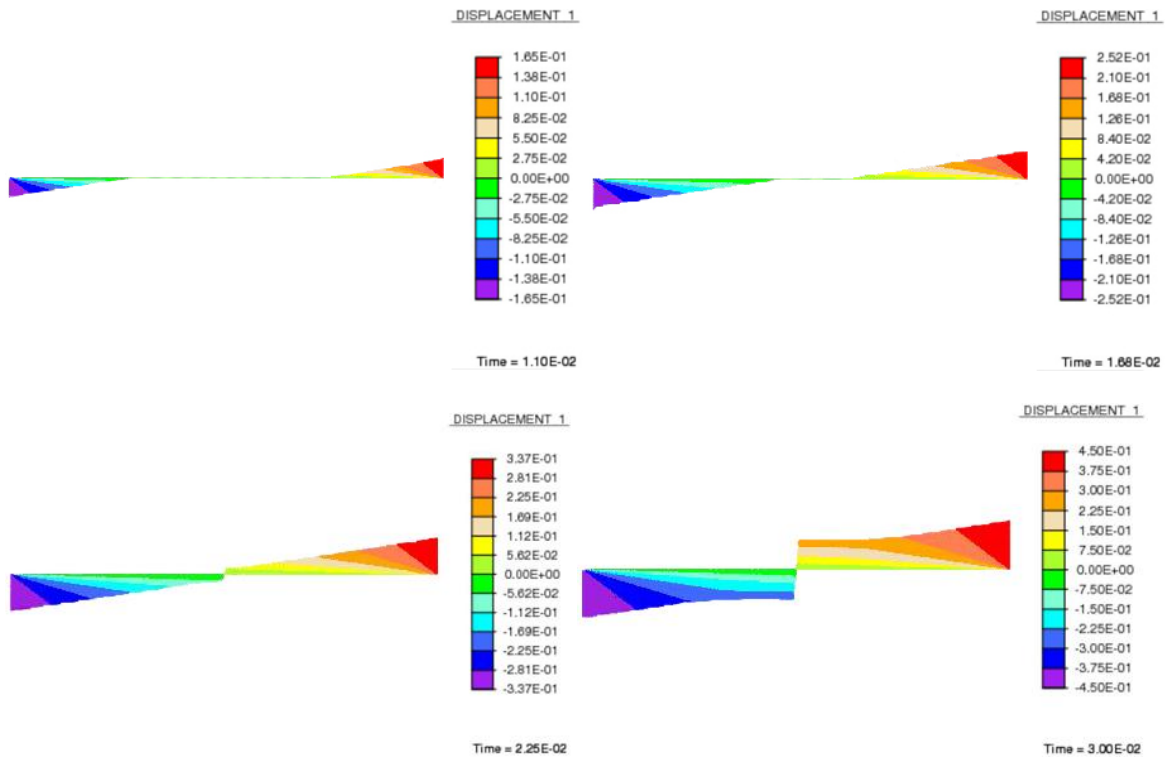 DISPLACEMENT 1
1.65E-01
1.38E-01
1.10E-01
8.25E-02
5.50E-02
2.75E-02
0.00E+00
-2.75E-02
-5.50E-02
-8.25E-02
-1.10E-01
-1.38E-01
-1.65E-01
Time = 1.10E-02
DISPLACEMENT 1
2.52E-01
2.10E-01
1.68E-01
1.26E-01
8.40E-02
4.20E-02
0.00E+00
-4.20E-02
-8.40E-02
-1.26E-01
-1.68E-01
-2.10E-01
-2.52E-01
Time = 1.68E-02
DISPLACEMENT 1
3.37E-01
2.81E-01
2.25E-01
1.69E-01
1.12E-01
5.62E-02
0.00E+00
-5.62E-02
-1.12E-01
-1.69E-01
-2.25E-01
-2.81E-01
-3.37E-01
Time = 2.25E-02
DISPLACEMENT 1
4.50E-01
3.75E-01
3.00E-01
2.25E-01
1.50E-01
7.50E-02
0.00E+00
-7.50E-02
-1.50E-01
-2.25E-01
-3.00E-01
-3.75E-01
-4.50E-01
Time = 3.00E-02